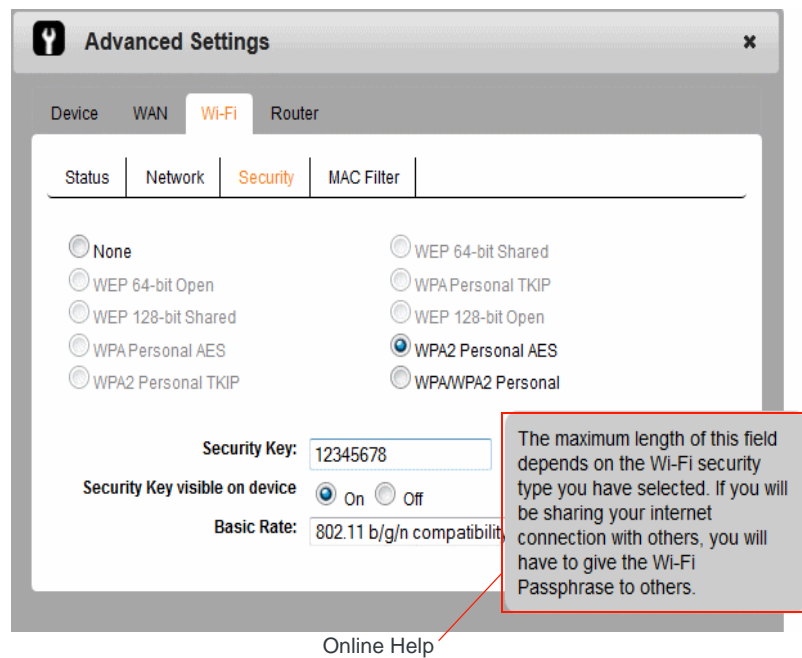 Advanced Settings
Device WAN Wi-Fi Router
Status Network Security MAC Filter
None WEP 64-bit Shared
WEP 64-bit Open WPA Personal TKIP
WEP 128-bit Shared WEP 128-bit Open
WPA Personal AES WPA2 Personal AES
WPA2 Personal TKIP WPA/WPA2 Personal
Security Key: 12345678
Security Key visible on device On Off
Basic Rate: 802.11 b/g/n compatibility
The maximum length of this field
depends on the Wi-Fi security
type you have selected. If you will
be sharing your internet
connection with others, you will
have to give the Wi-Fi
Passphrase to others.
Online Help